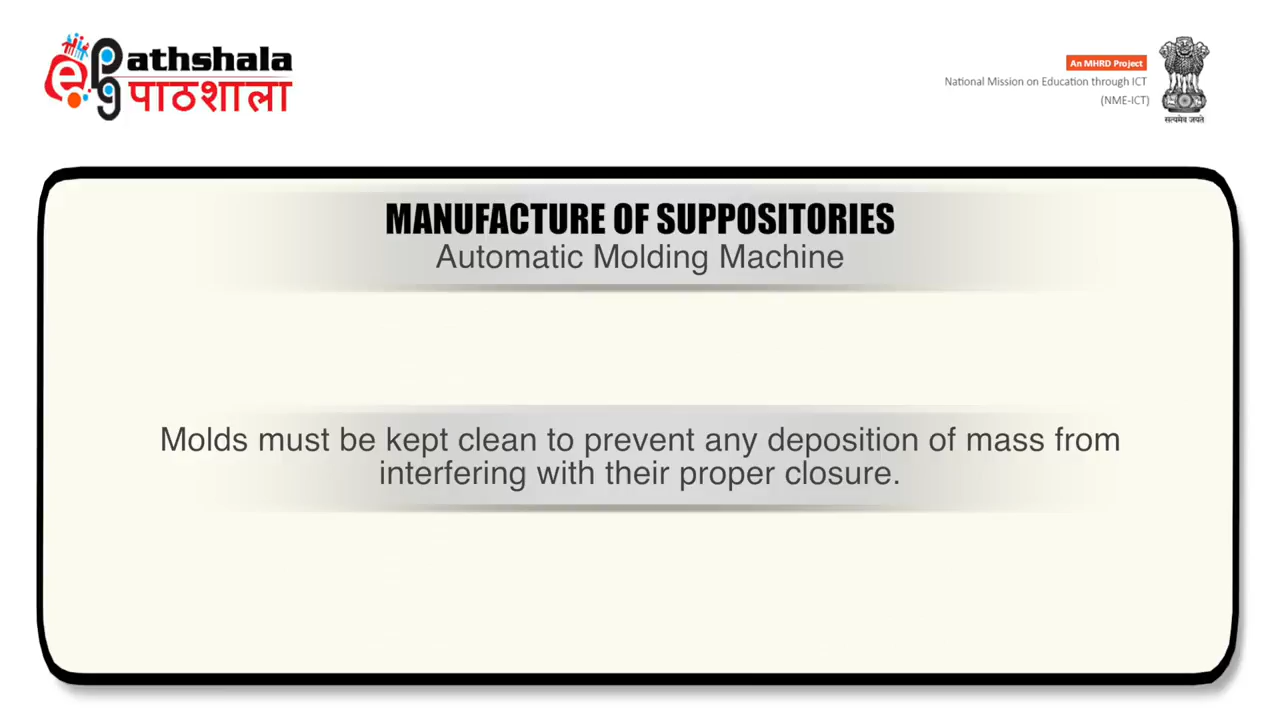 e Pathshala
pg पाठशाला
An MHRD Project
National Mission on Education through ICT
(NME-ICT)
सत्यमेव जयते
MANUFACTURE OF SUPPOSITORIES
Automatic Molding Machine
Molds must be kept clean to prevent any deposition of mass from
interfering with their proper closure.